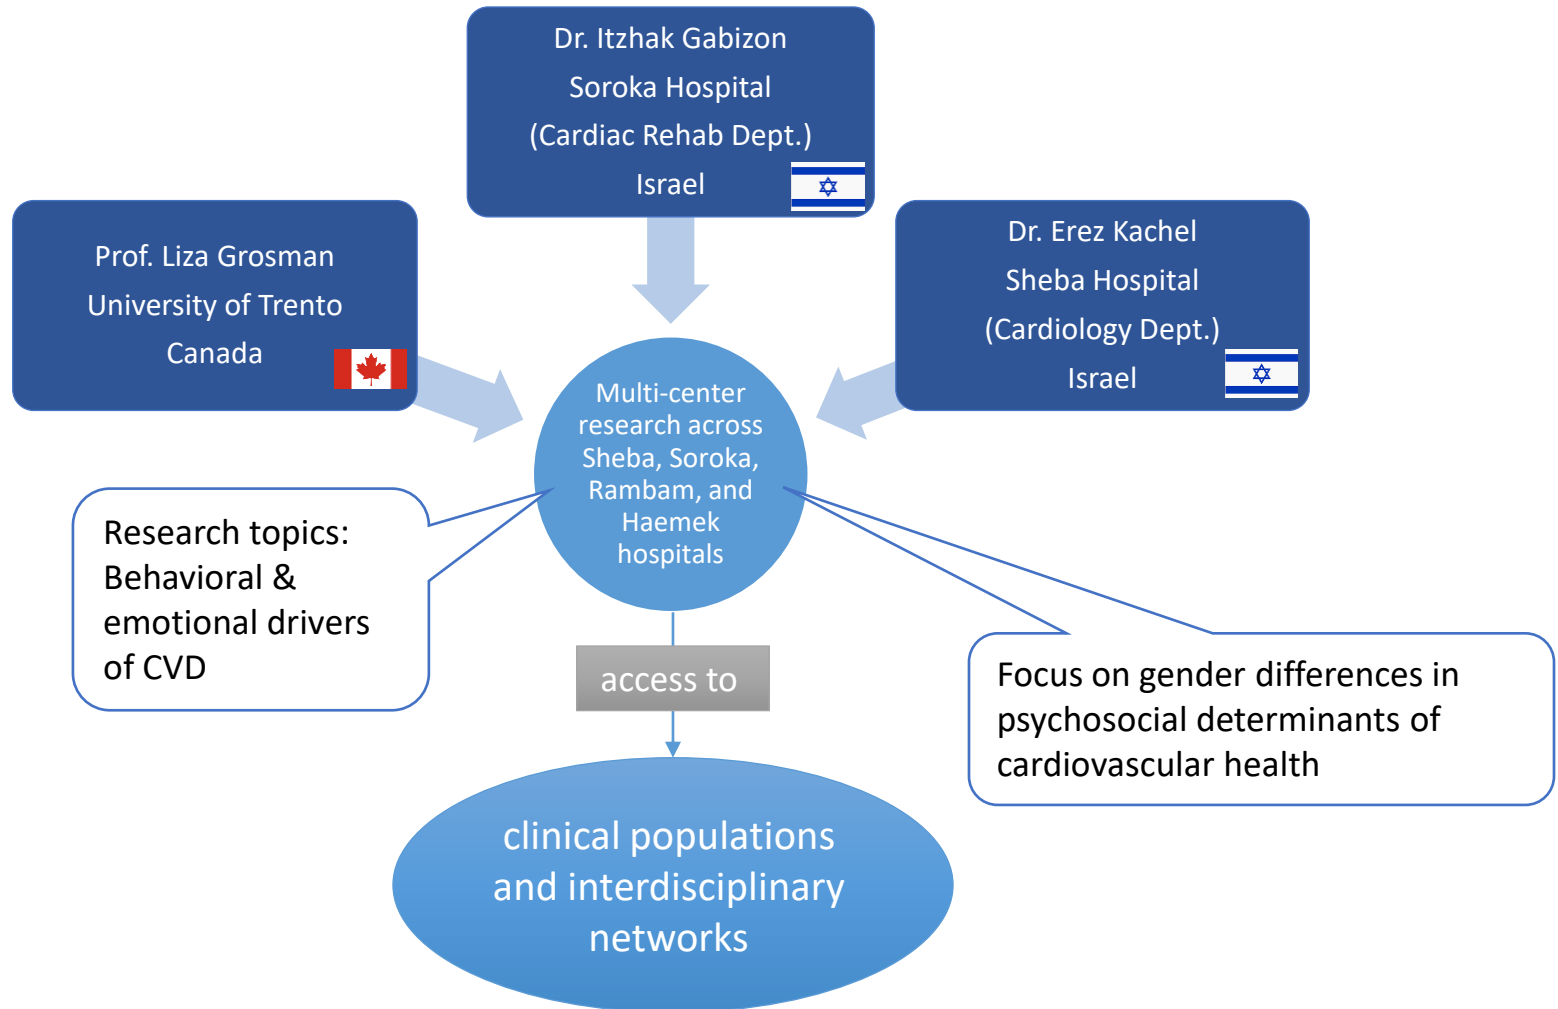 Dr. Itzhak Gabizon
Soroka Hospital
(Cardiac Rehab Dept.)
Israel
Prof. Liza Grosman
University of Trento
Canada
Dr. Erez Kachel
Sheba Hospital
(Cardiology Dept.)
Israel
Multi-center
research across
Sheba, Soroka,
Rambam, and
Haemek
hospitals
Research topics:
Behavioral &
emotional drivers
of CVD
access to
Focus on gender differences in
psychosocial determinants of
cardiovascular health
clinical populations
and interdisciplinary
networks